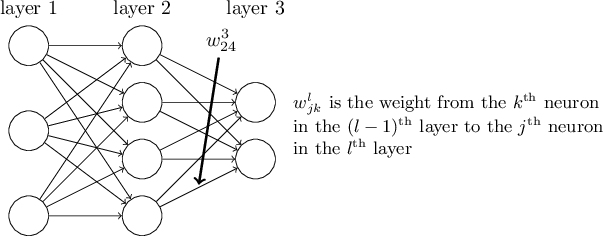 layer 1 layer 2 layer 3
w^3_{24}
w^l_{jk} is the weight from the k^{th} neuron
in the (l − 1)^{th} layer to the j^{th} neuron
in the l^{th} layer